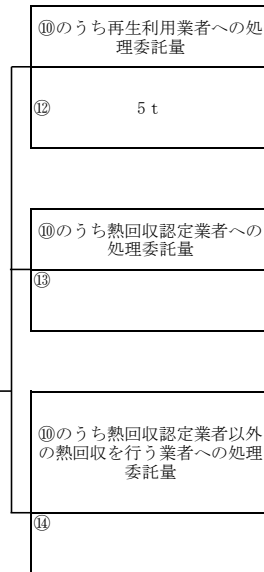 ⑩のうち再生利用業者への処
理委託量
⑫ 5 t
⑩のうち熱回収認定業者への
処理委託量
⑬
⑩のうち熱回収認定業者以外
の熱回収を行う業者への処理
委託量
⑭